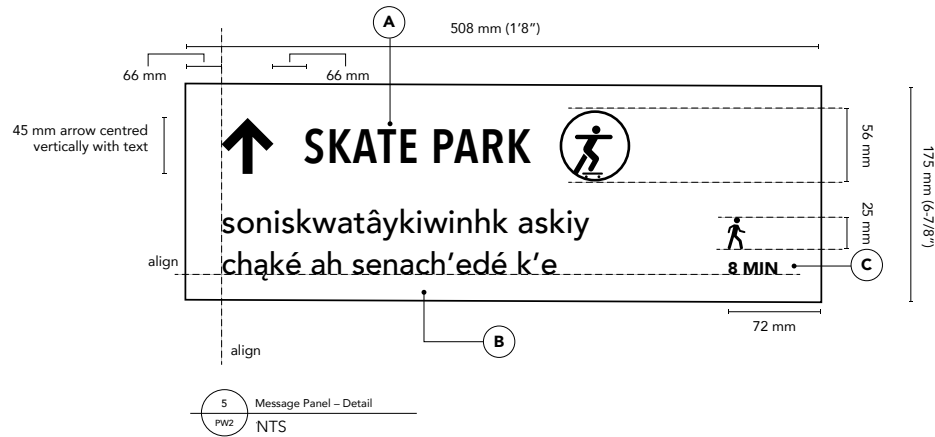 A
508 mm (1’8”)
66 mm
66 mm
45 mm arrow centred
vertically with text
SKATE PARK
56 mm
175 mm (6-7/8”)
soniskwatâykiwinhk askiy
25 mm
align
chą́ké ah senach’edé k’e
8 MIN
C
72 mm
B
align
5
Message Panel – Detail
PW2
NTS